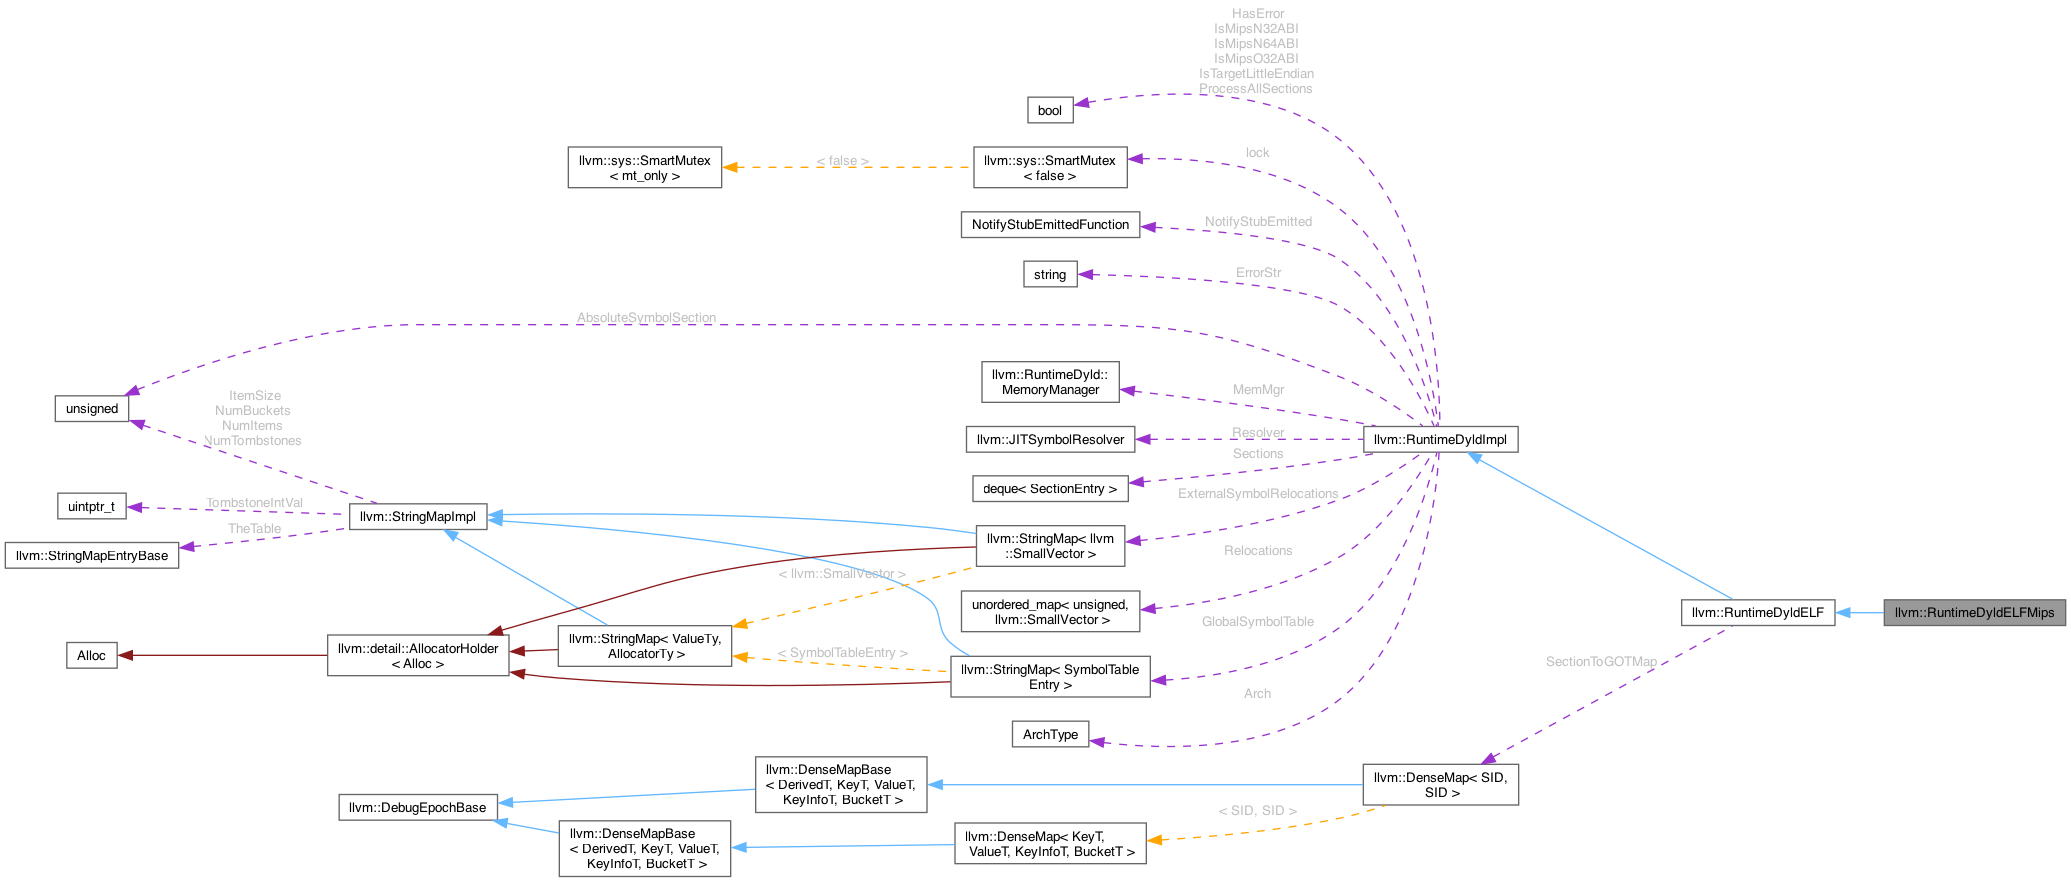 HasError
IsMipsN32ABI
IsMipsN64ABI
IsMipsO32ABI
IsTargetLittleEndian
ProcessAllSections
bool
llvm::sys::SmartMutex
< mt_only >
< false >
llvm::sys::SmartMutex
< false >
lock
NotifyStubEmittedFunction
NotifyStubEmitted
string
ErrorStr
AbsoluteSymbolSection
llvm::RuntimeDyld::
MemoryManager
MemMgr
unsigned
ItemSize
NumBuckets
NumItems
NumTombstones
llvm::JITSymbolResolver
Resolver
llvm::RuntimeDyldImpl
Sections
deque< SectionEntry >
ExternalSymbolRelocations
uintptr_t
TombstoneIntVal
llvm::StringMapImpl
TheTable
llvm::StringMapEntryBase
llvm::StringMap< llvm
::SmallVector >
Relocations
< llvm::SmallVector >
unordered_map< unsigned,
llvm::SmallVector >
llvm::RuntimeDyldELF
llvm::RuntimeDyldELFMips
GlobalSymbolTable
llvm::StringMap< ValueTy,
AllocatorTy >
Alloc
llvm::detail::AllocatorHolder
< Alloc >
< SymbolTableEntry >
llvm::StringMap< SymbolTable
Entry >
SectionToGOTMap
Arch
ArchType
llvm::DenseMapBase
< DerivedT, KeyT, ValueT,
KeyInfoT, BucketT >
llvm::DenseMap< SID,
SID >
llvm::DebugEpochBase
< SID, SID >
llvm::DenseMapBase
< DerivedT, KeyT, ValueT,
KeyInfoT, BucketT >
llvm::DenseMap< KeyT,
ValueT, KeyInfoT, BucketT >